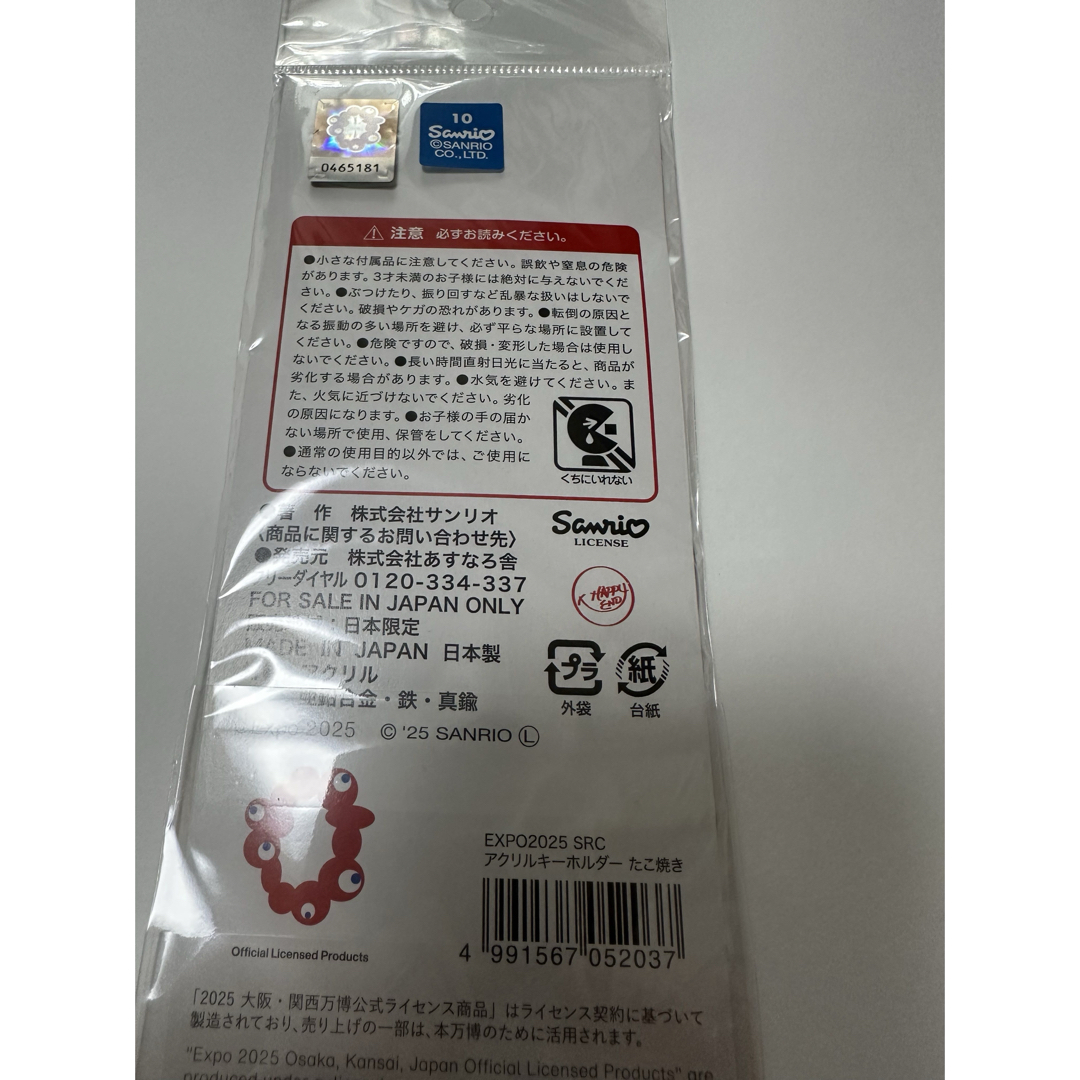 0465181
10
Sanrio
©SANRIO
CO., LTD.
⚠ 注意 必ずお読みください。
●小さな付属品に注意してください。誤飲や窒息の危険
があります。3才未満のお子様には絶対に与えないでくだ
さい。●ぶつけたり、振り回すなど乱暴な扱いはしないで
ください。破損やケガの恐れがあります。●転倒の原因と
なる振動の多い場所を避け、必ず平らな場所に設置して
ください。●危険ですので、破損・変形した場合は使用し
ないでください。●長い時間直射日光に当たると、商品が
劣化する場合があります。●水気を避けてください。ま
た、火気に近づけないでください。劣化
の原因になります。●お子様の手の届か
ない場所で使用、保管をしてください。
●通常の使用目的以外では、ご使用に
ならないでください。
くちにいれない
著 作 株式会社サンリオ
〈商品に関するお問い合わせ先〉
●発売元 株式会社あすなろ舎
フリーダイヤル 0120-334-337
FOR SALE IN JAPAN ONLY
：日本限定
MADE IN JAPAN 日本製
アクリル
亜鉛合金・鉄・真鍮
Expo 2025 © '25 SANRIO Ⓛ
Sanrio
LICENSE
K HAPPY
END
プラ
外袋
紙
台紙
EXPO2025 SRC
アクリルキーホルダー たこ焼き
4 991567 052037
Official Licensed Products
「2025 大阪・関西万博公式ライセンス商品」はライセンス契約に基づいて
製造されており、売り上げの一部は、本万博のために活用されます。
"Expo 2025 Osaka, Kansai, Japan Official Licensed Products" are
produced under